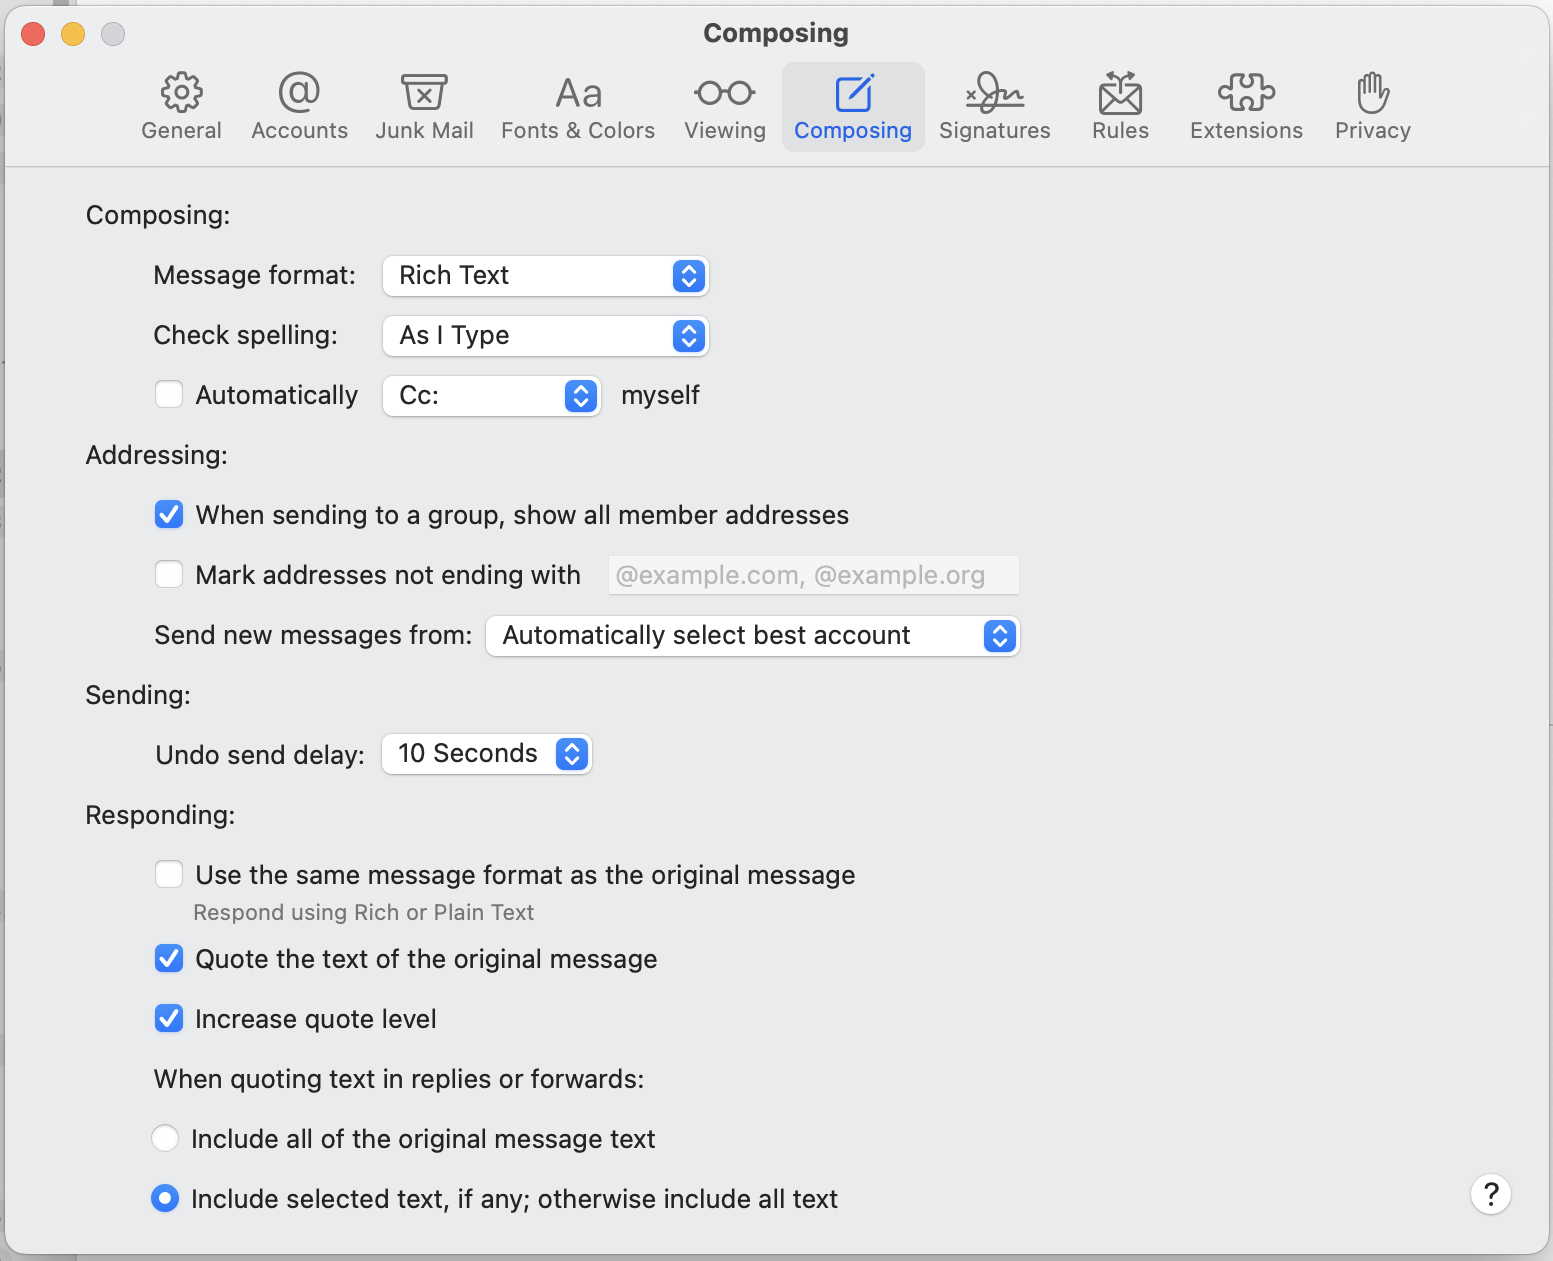 Composing
General Accounts Junk Mail Fonts & Colors Viewing Composing Signatures Rules Extensions Privacy
Composing:
Message format: Rich Text
Check spelling: As I Type
Automatically Cc: myself
Addressing:
When sending to a group, show all member addresses
Mark addresses not ending with @example.com, @example.org
Send new messages from: Automatically select best account
Sending:
Undo send delay: 10 Seconds
Responding:
Use the same message format as the original message
Respond using Rich or Plain Text
Quote the text of the original message
Increase quote level
When quoting text in replies or forwards:
Include all of the original message text
Include selected text, if any; otherwise include all text
?